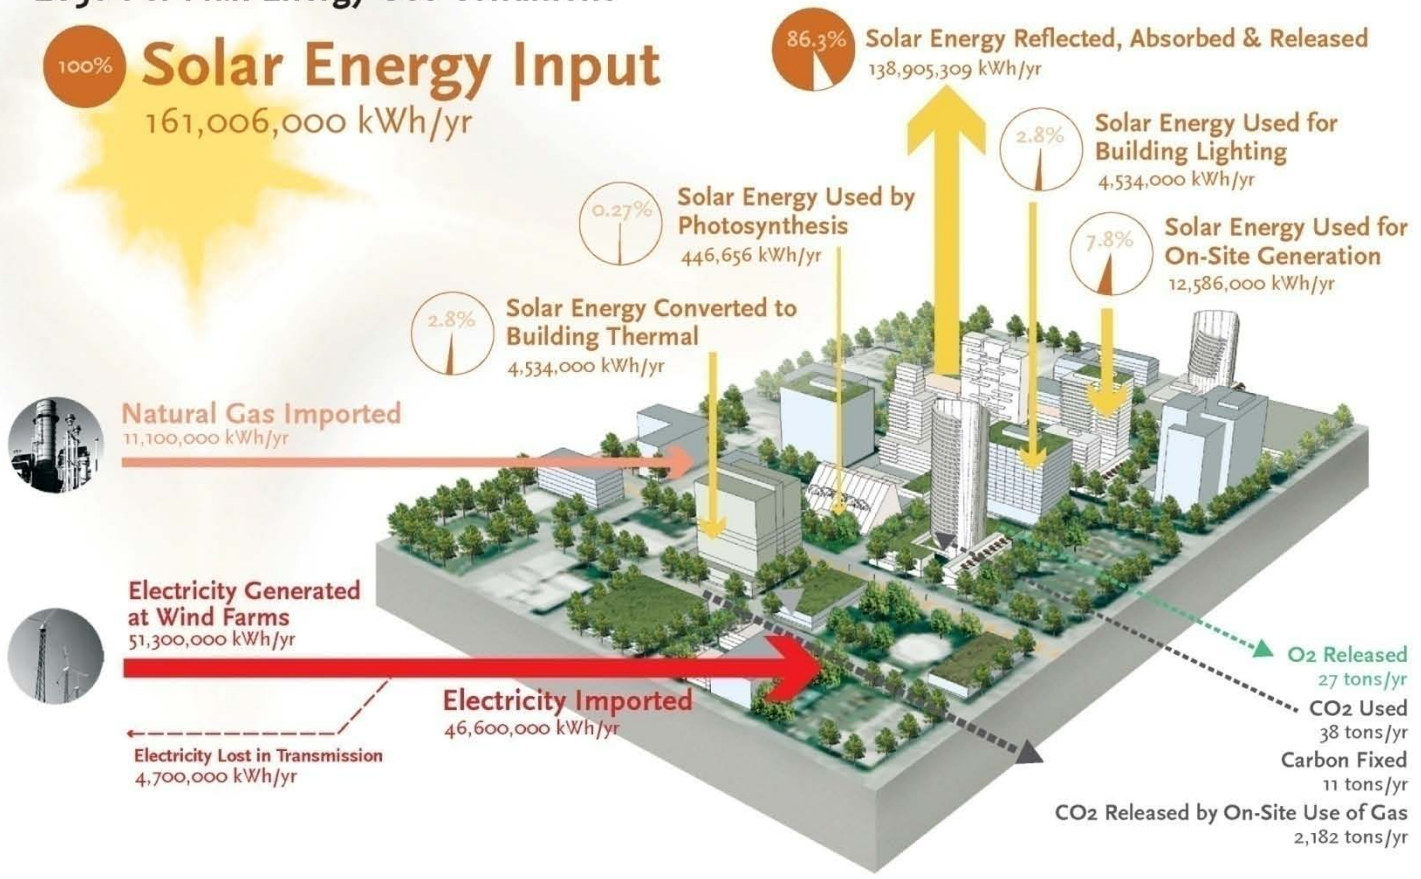 100%
Solar Energy Input
161,006,000 kWh/yr
86.3%
Solar Energy Reflected, Absorbed & Released
138,905,309 kWh/yr
2.8%
Solar Energy Used for
Building Lighting
4,534,000 kWh/yr
0.27%
Solar Energy Used by
Photosynthesis
446,656 kWh/yr
7.8%
Solar Energy Used for
On-Site Generation
12,586,000 kWh/yr
2.8%
Solar Energy Converted to
Building Thermal
4,534,000 kWh/yr
Natural Gas Imported
11,100,000 kWh/yr
Electricity Generated
at Wind Farms
51,300,000 kWh/yr
Electricity Imported
46,600,000 kWh/yr
Electricity Lost in Transmission
4,700,000 kWh/yr
O2 Released
27 tons/yr
CO2 Used
38 tons/yr
Carbon Fixed
11 tons/yr
CO2 Released by On-Site Use of Gas
2,182 tons/yr